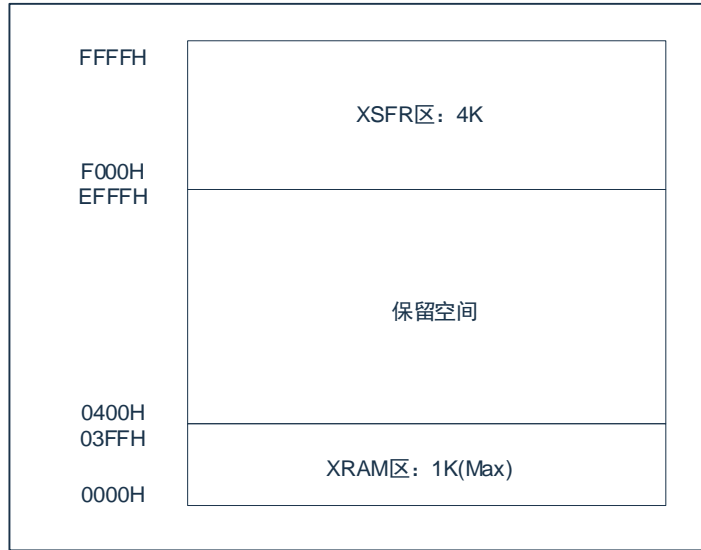 FFFFH
XSFR区：4K
F000H
EFFFH
保留空间
0400H
03FFH
XRAM区：1K(Max)
0000H